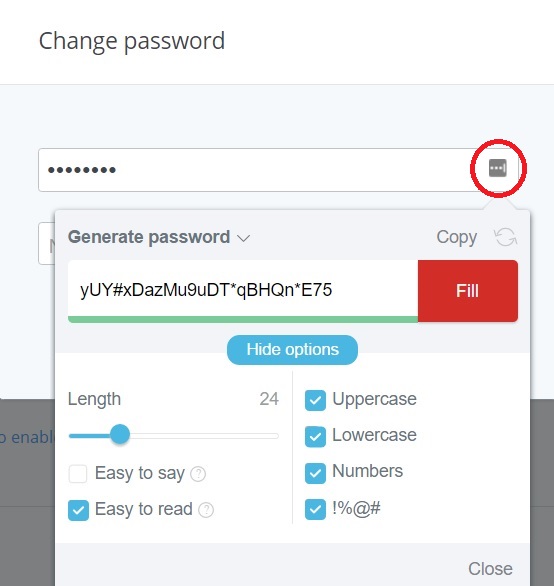 Change password
••••••••
N
Generate password
Copy
yUY#xDazMu9uDT*qBHQn*E75
Fill
Hide options
Length 24
Uppercase
Lowercase
Easy to say ?
Numbers
Easy to read ?
!%@#
o enable
Close